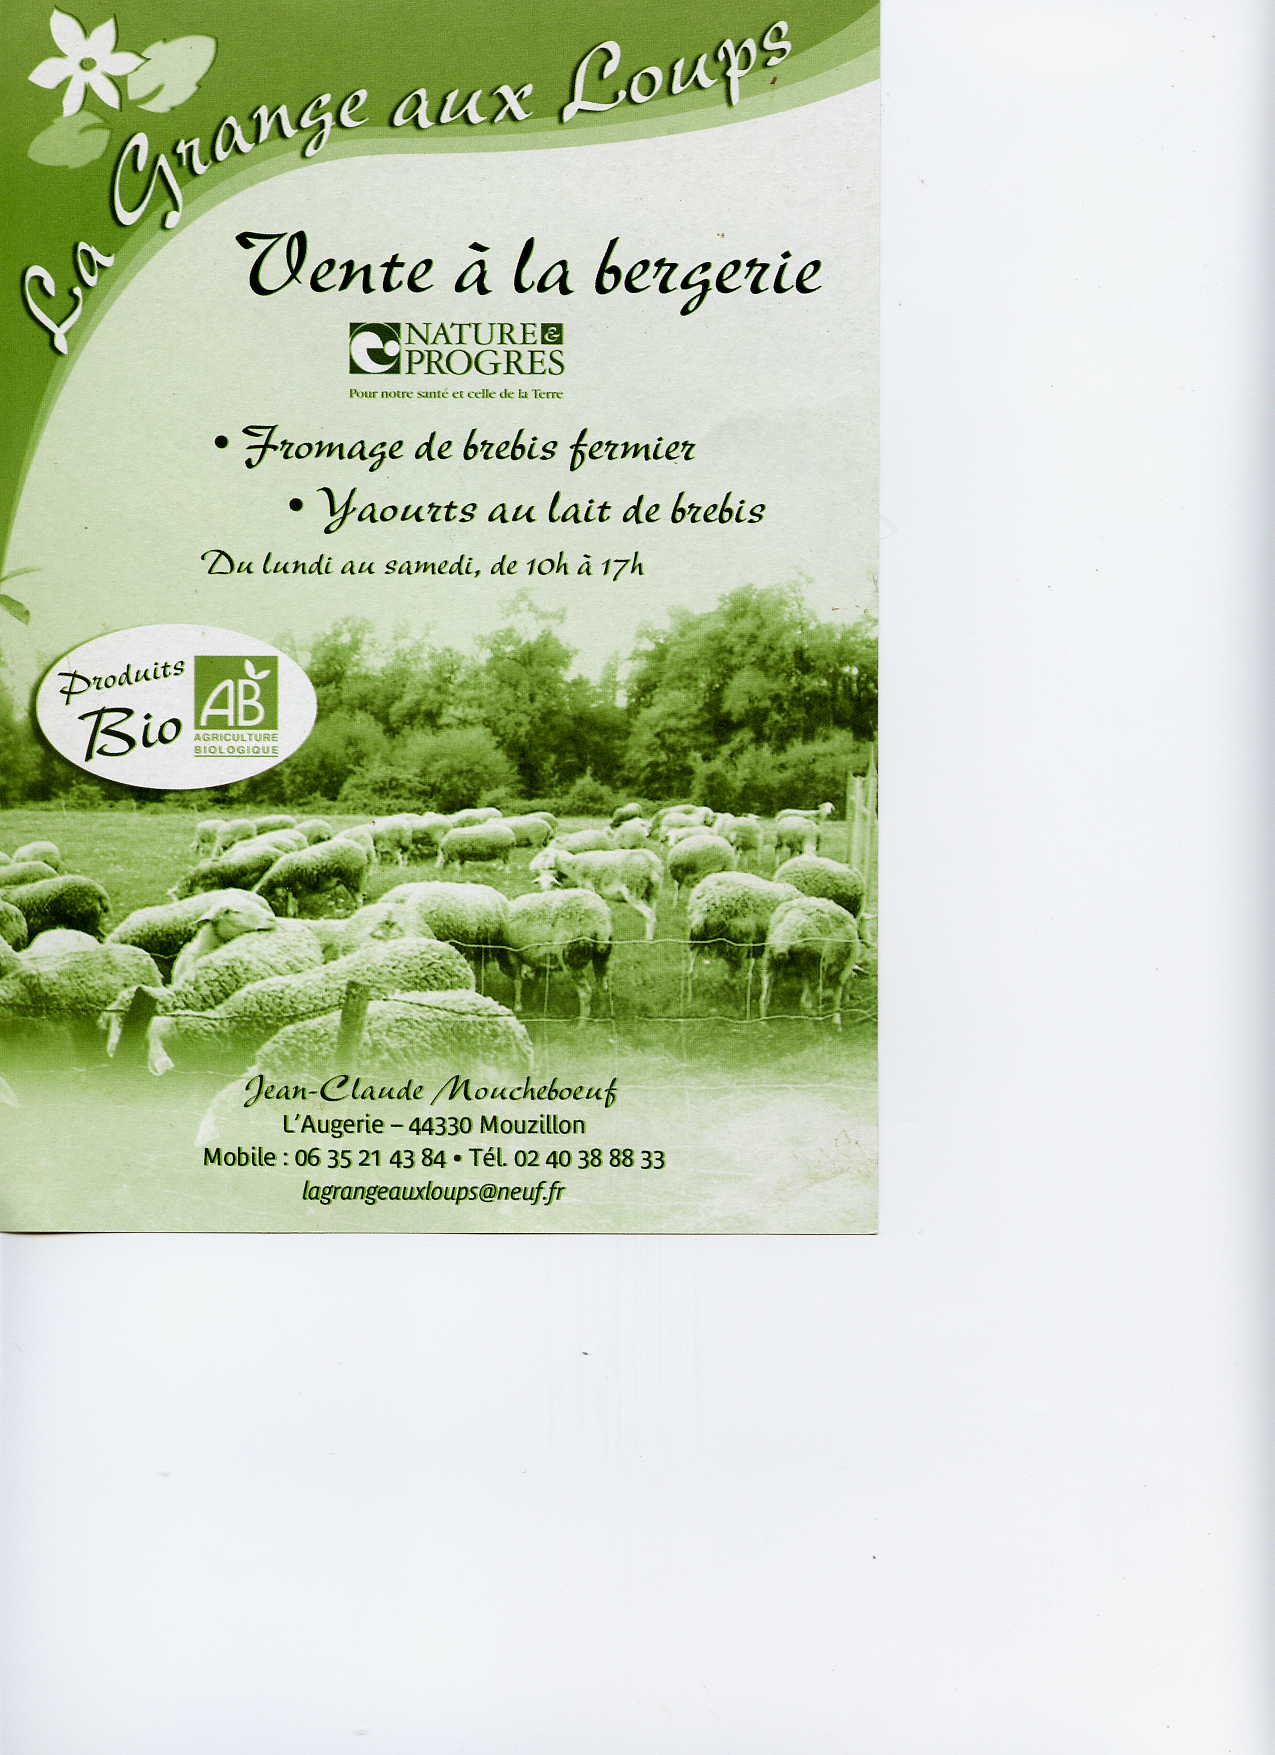 La Grange aux Loups
Vente à la bergerie
NATURE & PROGRES
Pour notre santé et celle de la Terre
• Fromage de brebis fermier
• Yaourts au lait de brebis
Du lundi au samedi, de 10h à 17h
Produits
Bio
AB
AGRICULTURE
BIOLOGIQUE
Jean-Claude Moucheboeuf
L'Augerie – 44330 Mouzillon
Mobile : 06 35 21 43 84 • Tél. 02 40 38 88 33
lagrangeauxloups@neuf.fr